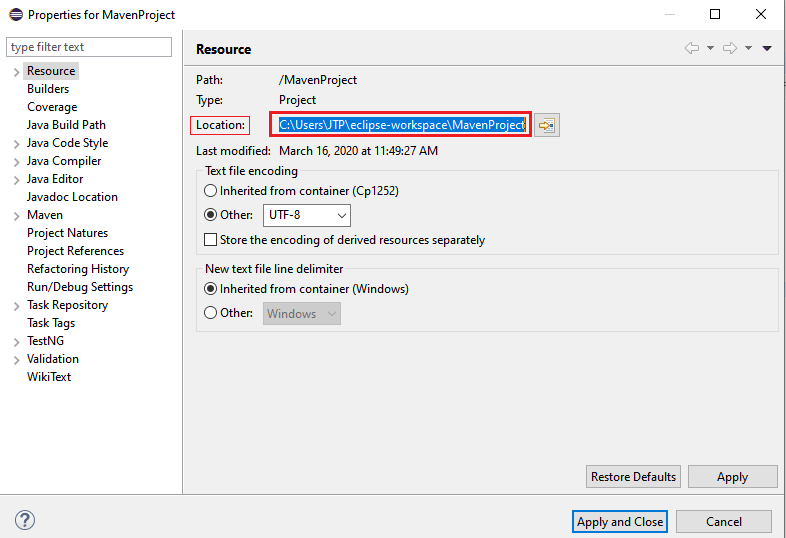 Properties for MavenProject
type filter text
Resource
Builders
Coverage
Java Build Path
Java Code Style
Java Compiler
Java Editor
Javadoc Location
Maven
Project Natures
Project References
Refactoring History
Run/Debug Settings
Task Repository
Task Tags
TestNG
Validation
WikiText
Resource
Path: /MavenProject
Type: Project
Location: C:\Users\JTP\eclipse-workspace\MavenProject
Last modified: March 16, 2020 at 11:49:27 AM
Text file encoding
Inherited from container (Cp1252)
Other: UTF-8
Store the encoding of derived resources separately
New text file line delimiter
Inherited from container (Windows)
Other: Windows
Restore Defaults Apply
? Apply and Close Cancel